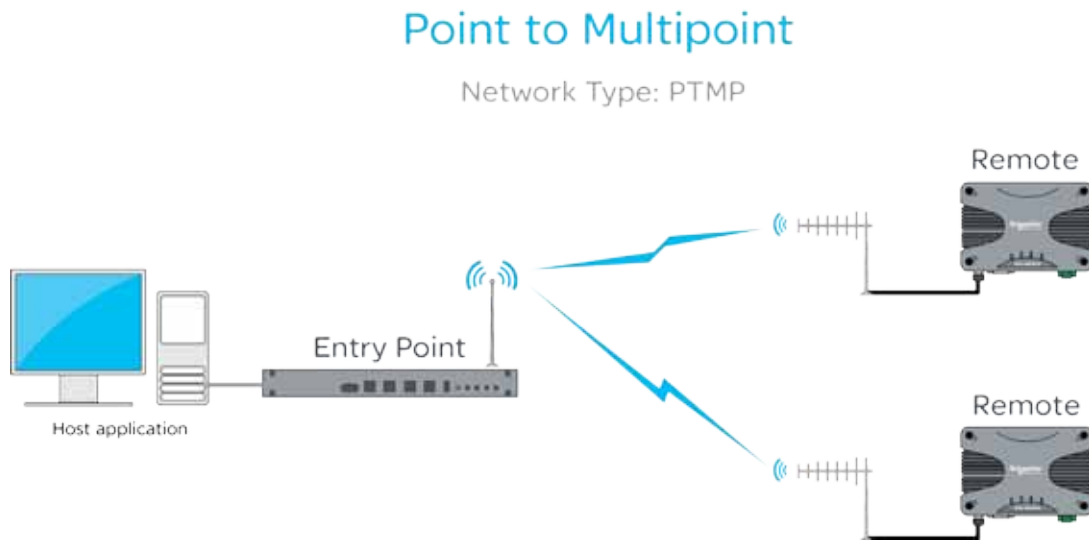 Point to Multipoint
Network Type: PTMP
Remote
Entry Point
Host application
Remote